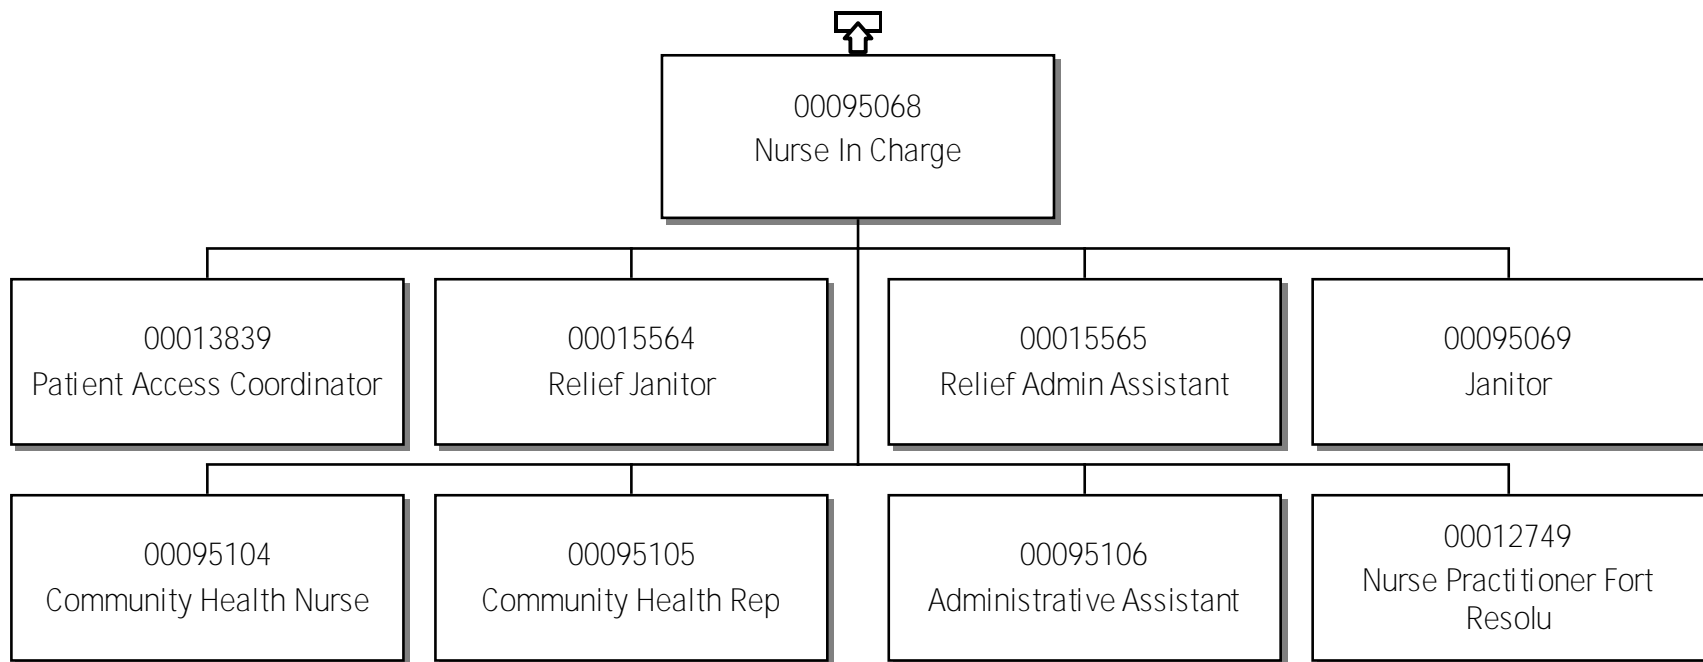 00095068
Nurse In Charge
00013839
Patient Access Coordinator
00015564
Relief Janitor
00015565
Relief Admin Assistant
00095069
Janitor
00095104
Community Health Nurse
00095105
Community Health Rep
00095106
Administrative Assistant
00012749
Nurse Practitioner Fort
Resolu